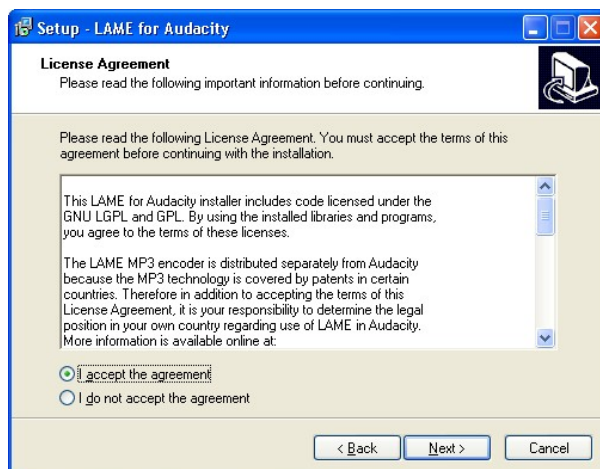 Setup - LAME for Audacity
License Agreement
Please read the following important information before continuing.
Please read the following License Agreement. You must accept the terms of this
agreement before continuing with the installation.
This LAME for Audacity installer includes code licensed under the
GNU LGPL and GPL. By using the installed libraries and programs,
you agree to the terms of these licenses.
The LAME MP3 encoder is distributed separately from Audacity
because the MP3 technology is covered by patents in certain
countries. Therefore in addition to accepting the terms of this
License Agreement, it is your responsibility to determine the legal
position in your own country regarding use of LAME in Audacity.
More information is available online at:
I accept the agreement
I do not accept the agreement
< Back
Next >
Cancel